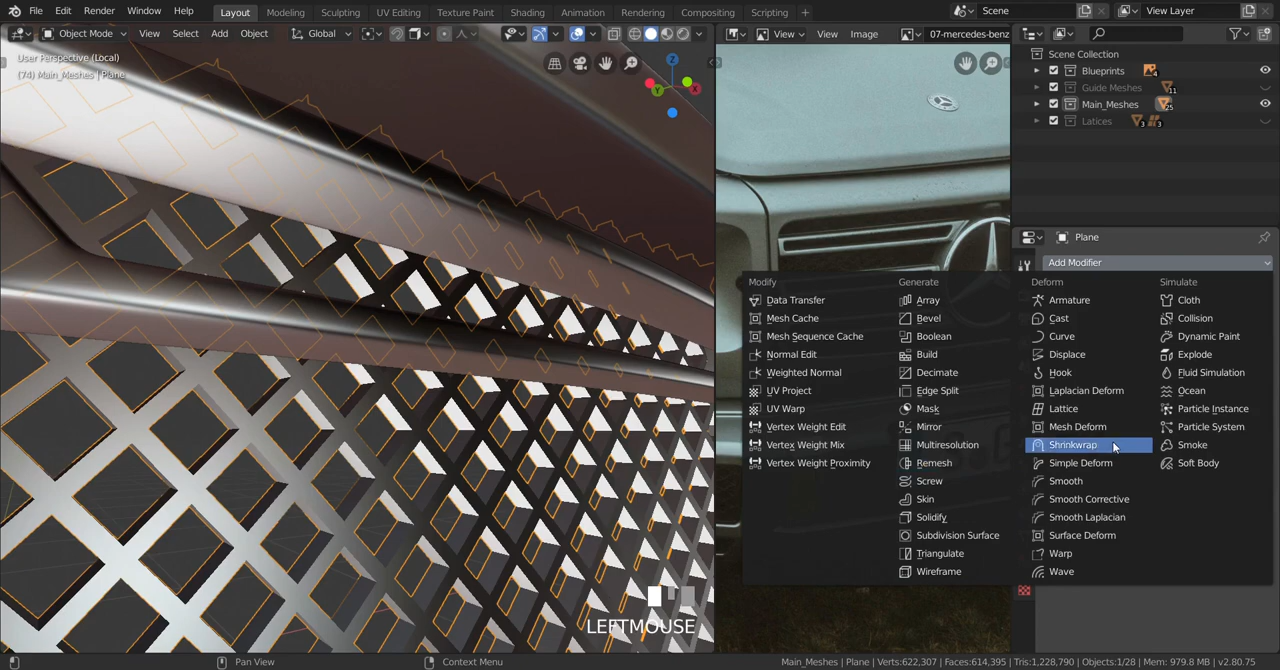 File Edit Render Window Help Layout Modeling Sculpting UV Editing Texture Paint Shading Animation Rendering Compositing Scripting + Scene View Layer
Object Mode View Select Add Object Global View View Image 07-mercedes-benz
User Perspective (Local)
(74) Main_Meshes | Plane
Z
Y
X
Scene Collection
Blueprints 4
Guide Meshes 11
Main_Meshes 25
Latices 3 3
Plane
Add Modifier
Modify
Data Transfer
Mesh Cache
Mesh Sequence Cache
Normal Edit
Weighted Normal
UV Project
UV Warp
Vertex Weight Edit
Vertex Weight Mix
Vertex Weight Proximity
Generate
Array
Bevel
Boolean
Build
Decimate
Edge Split
Mask
Mirror
Multiresolution
Remesh
Screw
Skin
Solidify
Subdivision Surface
Triangulate
Wireframe
Deform
Armature
Cast
Curve
Displace
Hook
Laplacian Deform
Lattice
Mesh Deform
Shrinkwrap
Simple Deform
Smooth
Smooth Corrective
Smooth Laplacian
Surface Deform
Warp
Wave
Simulate
Cloth
Collision
Dynamic Paint
Explode
Fluid Simulation
Ocean
Particle Instance
Particle System
Smoke
Soft Body
LEFTMOUSE
Pan View Context Menu Main_Meshes | Plane | Verts:622,307 | Faces:614,395 | Tris:1,228,790 | Objects:1/28 | Mem: 979.8 MB | v2.80.75